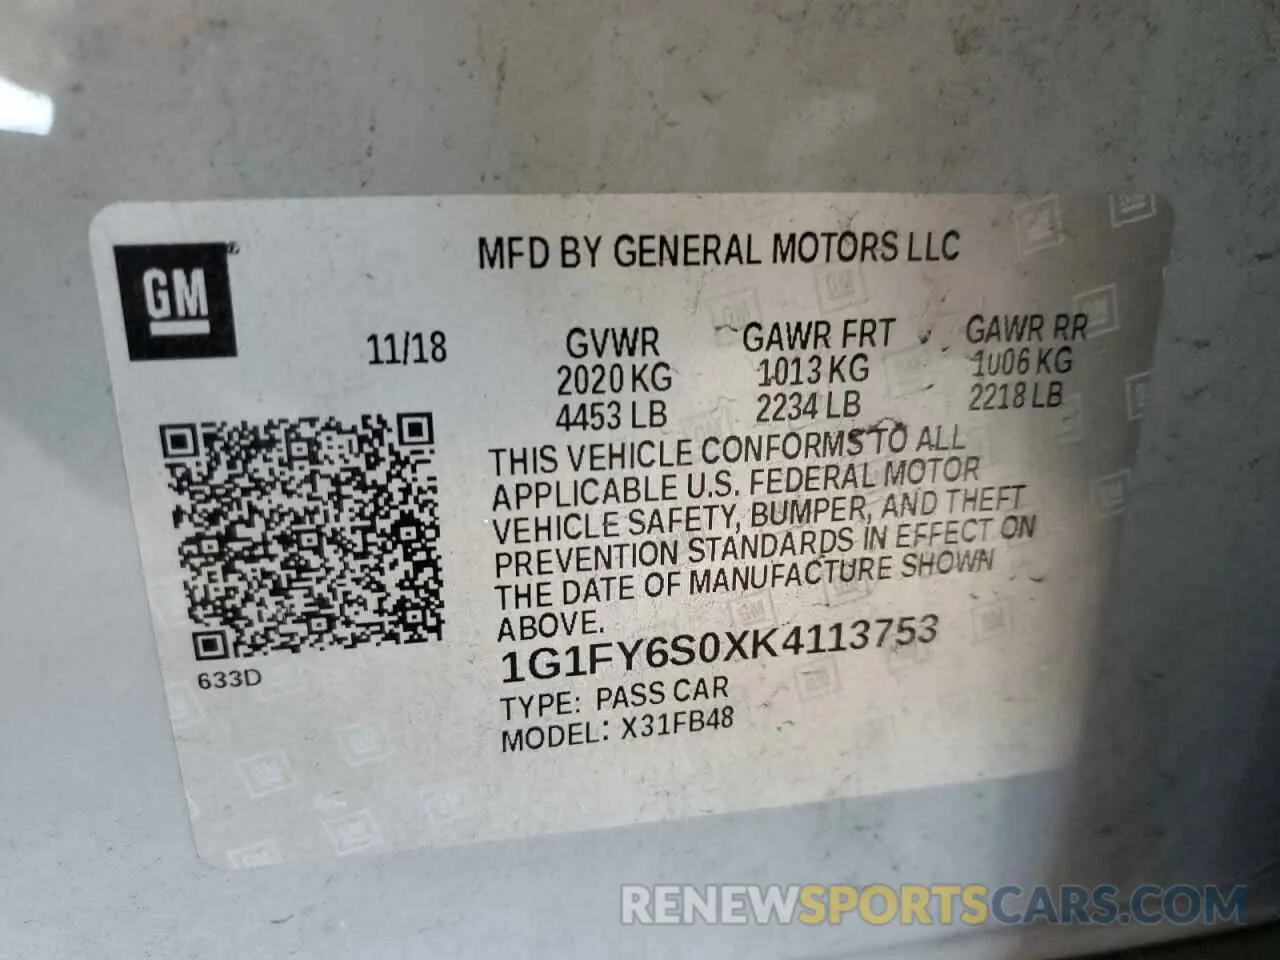 GM
MFD BY GENERAL MOTORS LLC
11/18
GVWR GAWR FRT GAWR RR
2020 KG 1013 KG 1006 KG
4453 LB 2234 LB 2218 LB
THIS VEHICLE CONFORMS TO ALL
APPLICABLE U.S. FEDERAL MOTOR
VEHICLE SAFETY, BUMPER, AND THEFT
PREVENTION STANDARDS IN EFFECT ON
THE DATE OF MANUFACTURE SHOWN
ABOVE.
1G1FY6S0XK4113753
633D
TYPE: PASS CAR
MODEL: X31FB48
RENEWSPORTSCARS.COM